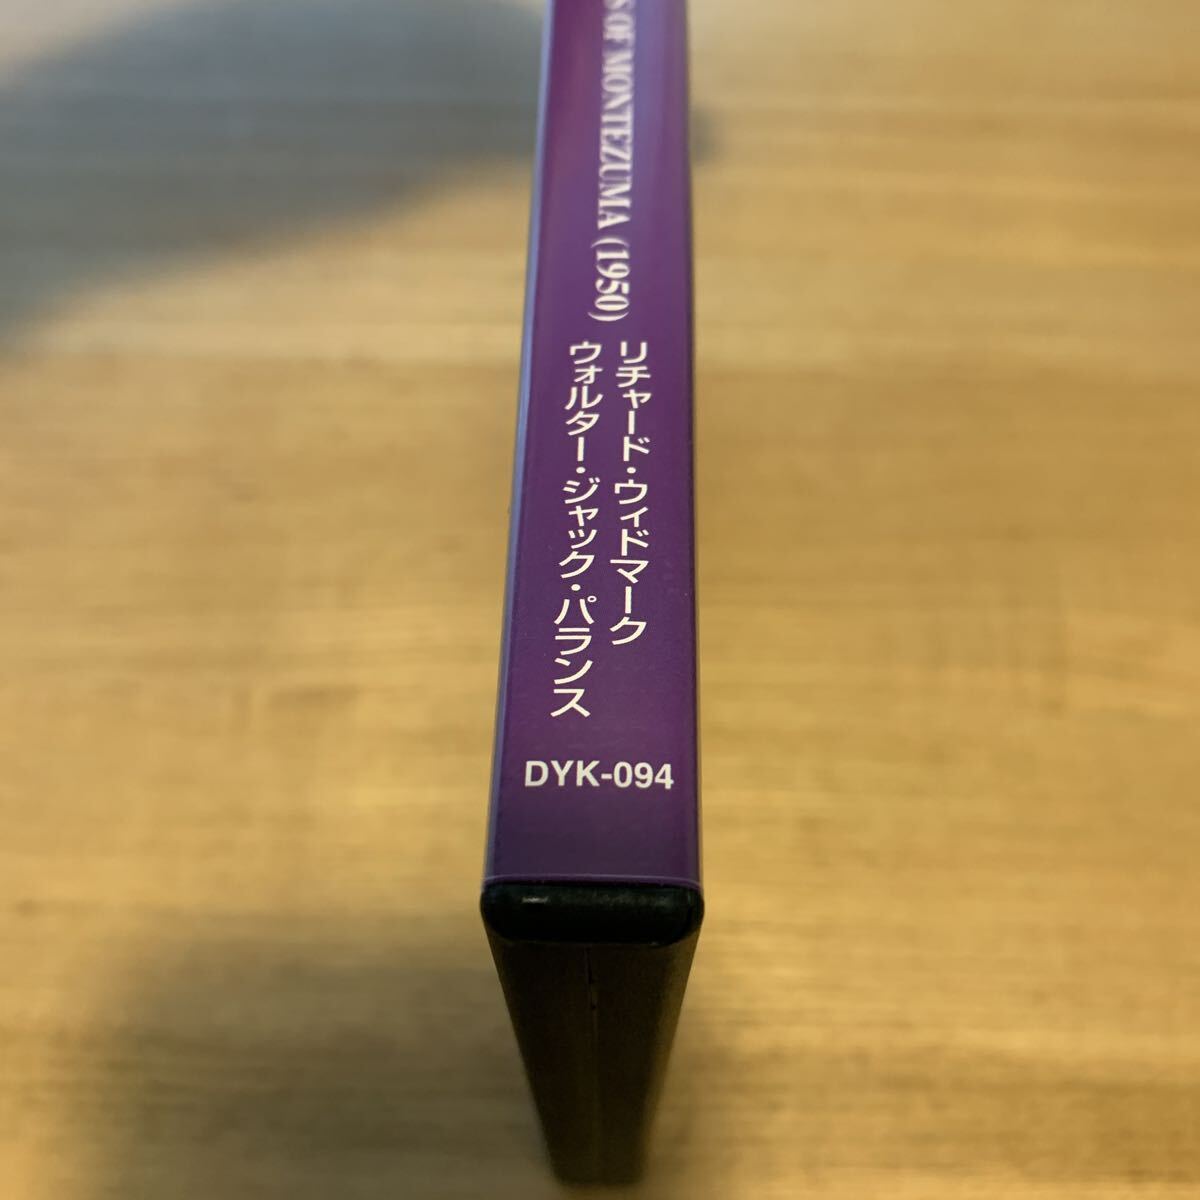 S OF MONTEZUMA (1950)
リチャード・ウィドマーク
ウォルター・ジャック・パランス
DYK-094